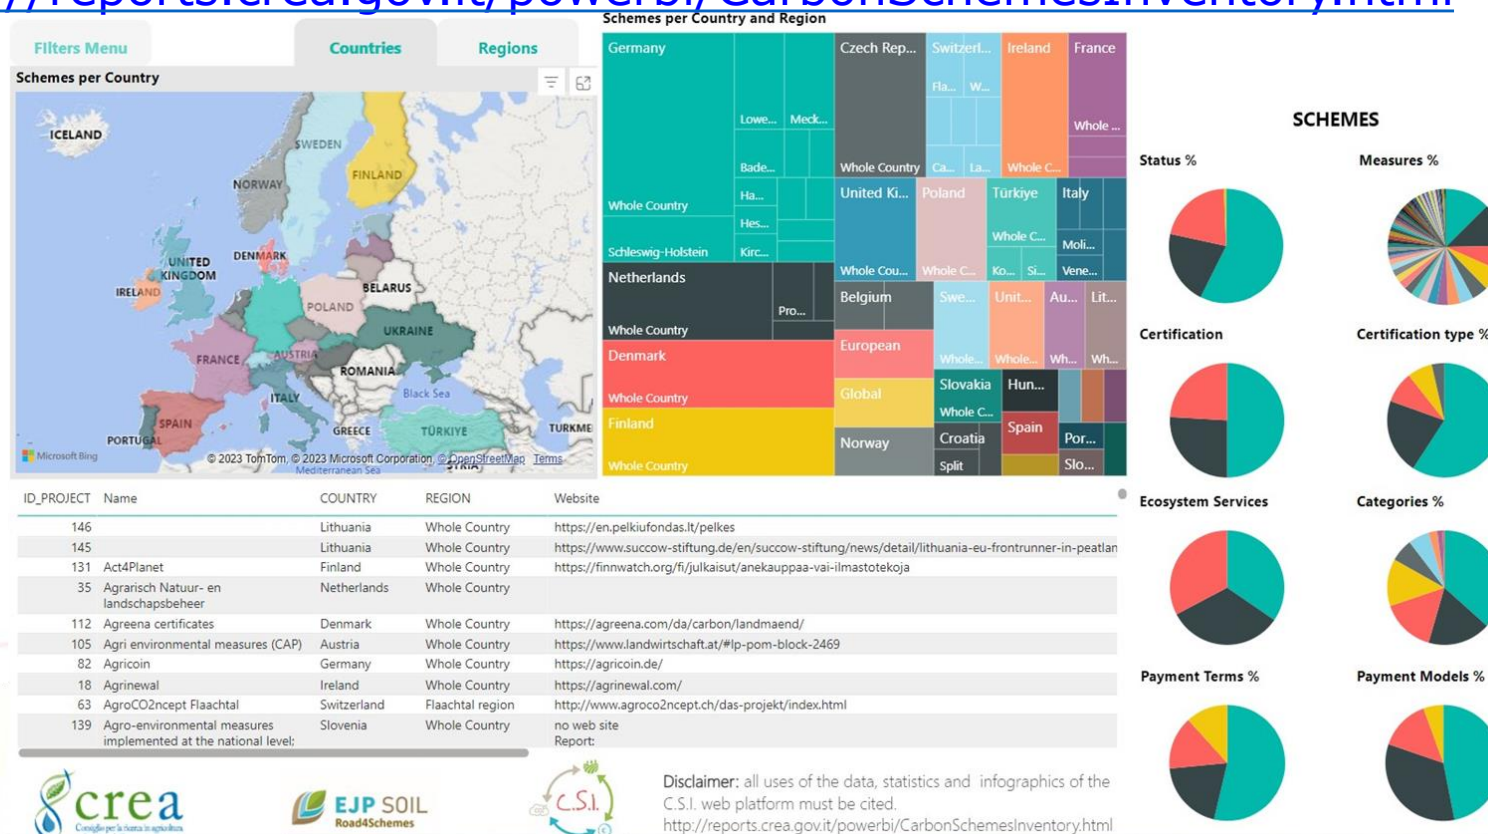 //reports.crea.gov.it/powerbi/CarbonSchemesInventory.html
Filters Menu
Countries
Regions
Schemes per Country
ICELAND
SWEDEN
FINLAND
NORWAY
DENMARK
UNITED
KINGDOM
IRELAND
BELARUS
POLAND
UKRAINE
FRANCE
AUSTRIA
ROMANIA
ITALY
Black Sea
SPAIN
PORTUGAL
GREECE
TÜRKIYE
TURKME
Microsoft Bing
© 2023 TomTom, © 2023 Microsoft Corporation, © OpenStreetMap Terms
Mediterranean Sea
SYRIA
Schemes per Country and Region
Germany
Lowe...
Meck...
Bade...
Whole Country
Ha...
Hes...
Schleswig-Holstein
Kirc...
Netherlands
Pro...
Whole Country
Denmark
Whole Country
Finland
Whole Country
Czech Rep...
Whole Country
Switzerl...
Fla...
W...
Ca...
La...
Ireland
Whole C...
France
Whole ...
United Ki...
Whole Cou...
Poland
Whole C...
Türkiye
Whole C...
Ko...
Si...
Italy
Moli...
Vene...
Belgium
European
Global
Norway
Swe...
Whole...
Unit...
Whole...
Au...
Wh...
Lit...
Wh...
Slovakia
Whole C...
Hun...
Croatia
Split
Spain
Por...
Slo...
SCHEMES
Status %
Measures %
Certification
Certification type %
Ecosystem Services
Categories %
Payment Terms %
Payment Models %
ID_PROJECT Name COUNTRY REGION Website
146 Lithuania Whole Country https://en.pelkiufondas.lt/pelkes
145 Lithuania Whole Country https://www.succow-stiftung.de/en/succow-stiftung/news/detail/lithuania-eu-frontrunner-in-peatlan
131 Act4Planet Finland Whole Country https://finnwatch.org/fi/julkaisut/anekauppaa-vai-ilmastotekoja
35 Agrarisch Natuur- en Netherlands Whole Country
landschapsbeheer
112 Agreena certificates Denmark Whole Country https://agreena.com/da/carbon/landmaend/
105 Agri environmental measures (CAP) Austria Whole Country https://www.landwirtschaft.at/#lp-pom-block-2469
82 Agricoin Germany Whole Country https://agricoin.de/
18 Agrinewal Ireland Whole Country https://agrinewal.com/
63 AgroCO2ncept Flaachtal Switzerland Flaachtal region http://www.agroco2ncept.ch/das-projekt/index.html
139 Agro-environmental measures Slovenia Whole Country no web site
implemented at the national level; Report:
crea
Consiglio per la ricerca in agricoltura
EJP SOIL
Road4Schemes
C.S.I.
Disclaimer: all uses of the data, statistics and infographics of the
C.S.I. web platform must be cited.
http://reports.crea.gov.it/powerbi/CarbonSchemesInventory.html